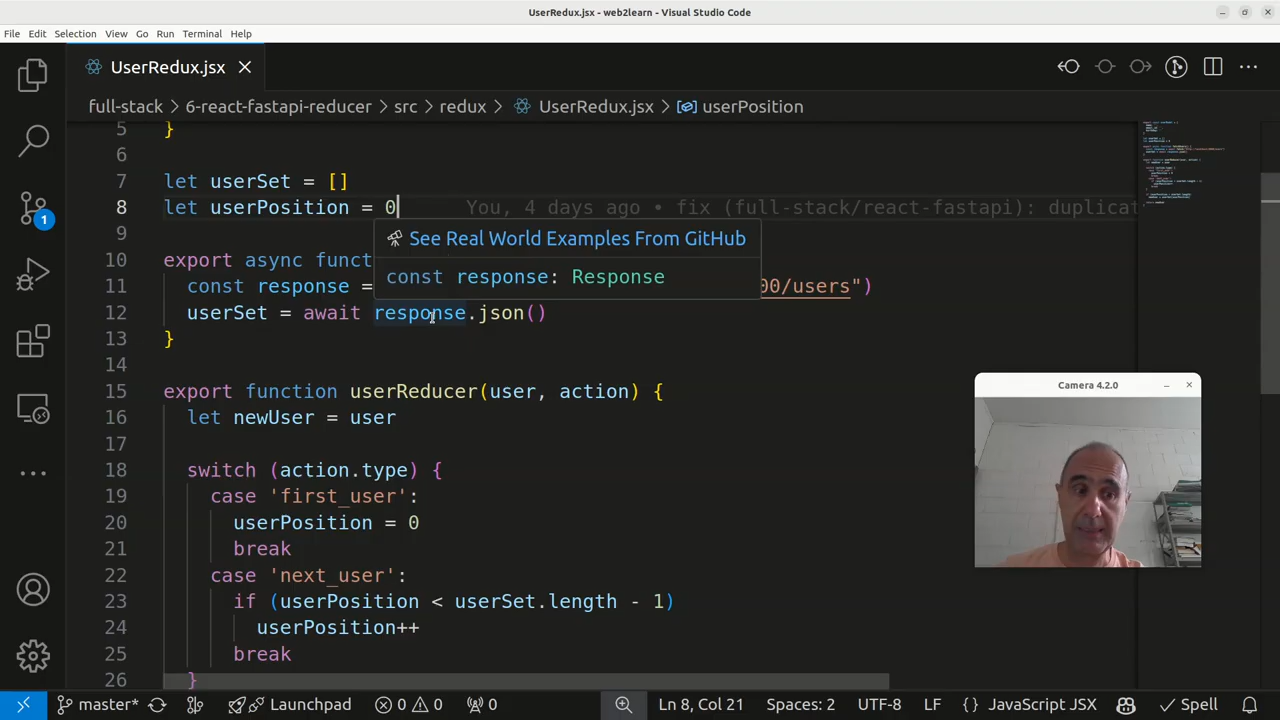 UserRedux.jsx - web2learn - Visual Studio Code
File Edit Selection View Go Run Terminal Help
UserRedux.jsx
full-stack > 6-react-fastapi-reducer > src > redux > UserRedux.jsx > userPosition
5 }
6
7 let userSet = []
8 let userPosition = 0 You, 4 days ago • fix (full-stack/react-fastapi): duplicat
9
See Real World Examples From GitHub
const response: Response
10 export async funct
11 const response = 00/users")
12 userSet = await response.json()
13 }
14
15 export function userReducer(user, action) {
16 let newUser = user
17
18 switch (action.type) {
19 case 'first_user':
20 userPosition = 0
21 break
22 case 'next_user':
23 if (userPosition < userSet.length - 1)
24 userPosition++
25 break
26 }
1
Camera 4.2.0
master* Launchpad 0 0 0 Ln 8, Col 21 Spaces: 2 UTF-8 LF {} JavaScript JSX Spell